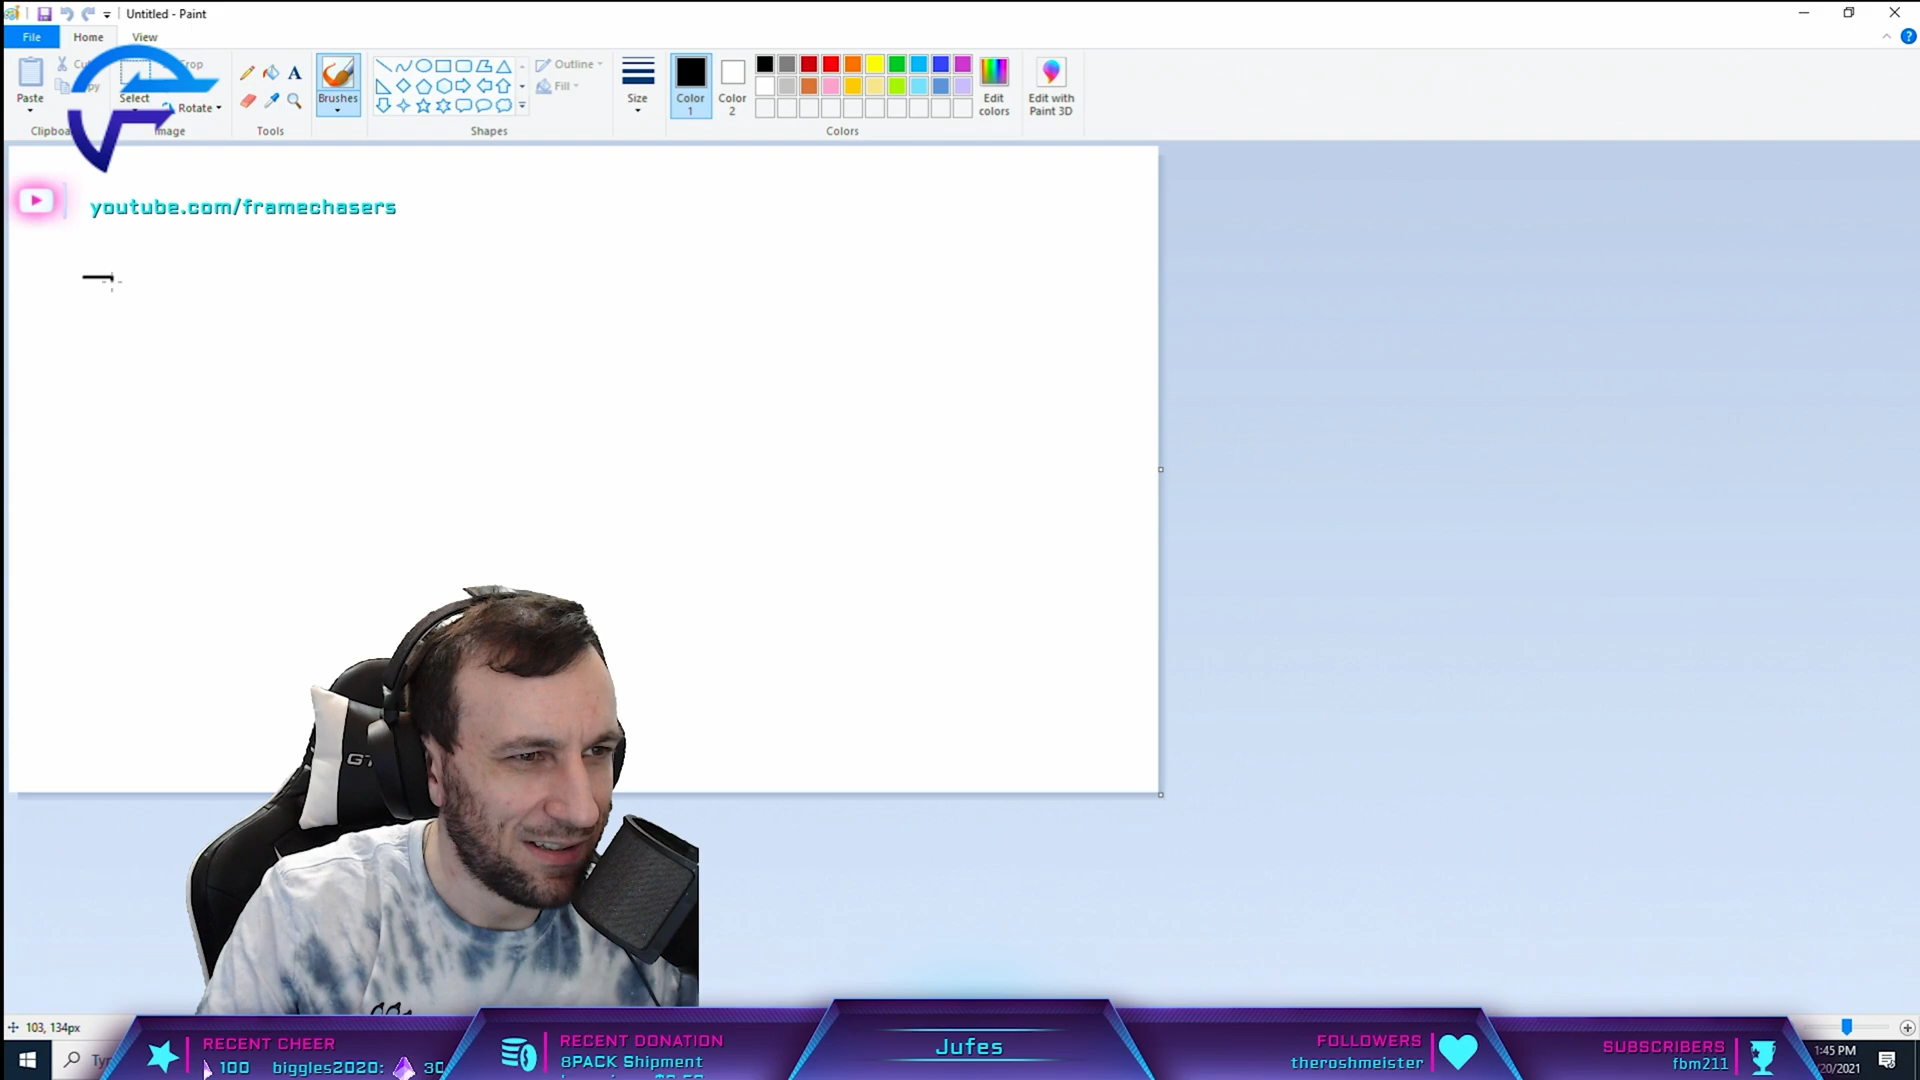 Untitled - Paint
File Home View
Paste
Select
Rotate
Brushes
Outline
Fill
Size
Color 1
Color 2
Edit colors
Edit with Paint 3D
Image
Tools
Shapes
Colors
youtube.com/framechasers
103, 134px
RECENT CHEER
100 biggles2020:
RECENT DONATION
8PACK Shipment
Jufes
FOLLOWERS
theroshmeister
SUBSCRIBERS
fbm211
1:45 PM